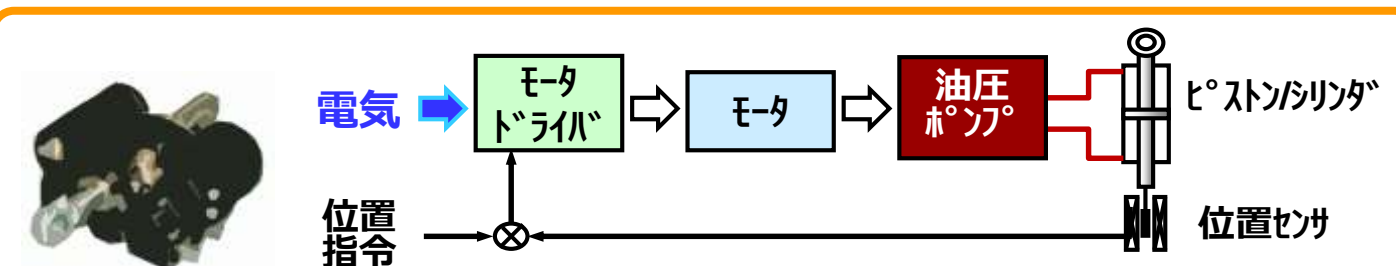 電気
モータ
ドライバ
モータ
油圧
ポンプ
ピストン/シリンダ
位置
指令
位置センサ